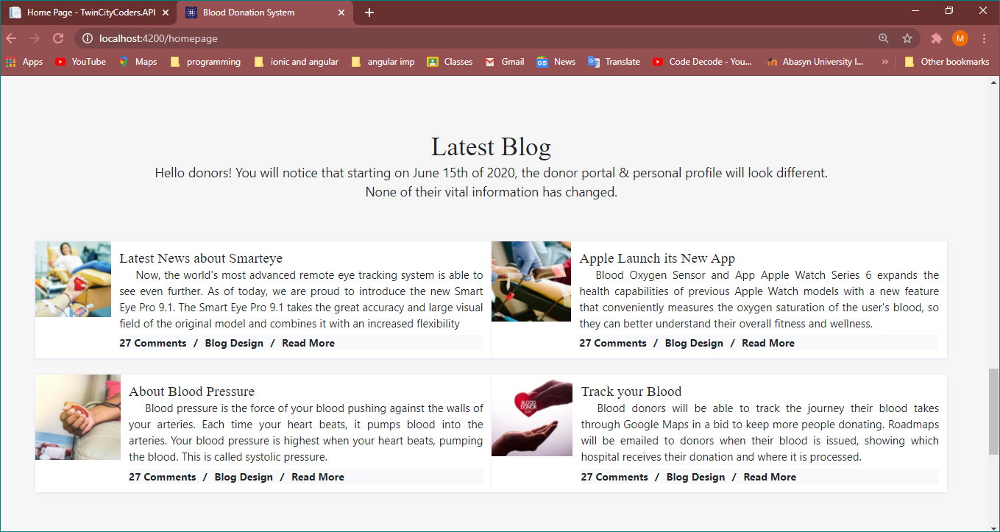 Home Page - TwinCityCoders.API
Blood Donation System
localhost:4200/homepage
M
Apps
YouTube
Maps
programming
ionic and angular
angular imp
Classes
Gmail
News
Translate
Code Decode - You...
Abasyn University I...
»
Other bookmarks
Latest Blog
Hello donors! You will notice that starting on June 15th of 2020, the donor portal & personal profile will look different.
None of their vital information has changed.
Latest News about Smarteye
Now, the world's most advanced remote eye tracking system is able to
see even further. As of today, we are proud to introduce the new Smart
Eye Pro 9.1. The Smart Eye Pro 9.1 takes the great accuracy and large visual
field of the original model and combines it with an increased flexibility
27 Comments / Blog Design / Read More
Apple Launch its New App
Blood Oxygen Sensor and App Apple Watch Series 6 expands the
health capabilities of previous Apple Watch models with a new feature
that conveniently measures the oxygen saturation of the user's blood, so
they can better understand their overall fitness and wellness.
27 Comments / Blog Design / Read More
About Blood Pressure
Blood pressure is the force of your blood pushing against the walls of
your arteries. Each time your heart beats, it pumps blood into the
arteries. Your blood pressure is highest when your heart beats, pumping
the blood. This is called systolic pressure.
27 Comments / Blog Design / Read More
BLOOD
DONOR
Track your Blood
Blood donors will be able to track the journey their blood takes
through Google Maps in a bid to keep more people donating. Roadmaps
will be emailed to donors when their blood is issued, showing which
hospital receives their donation and where it is processed.
27 Comments / Blog Design / Read More